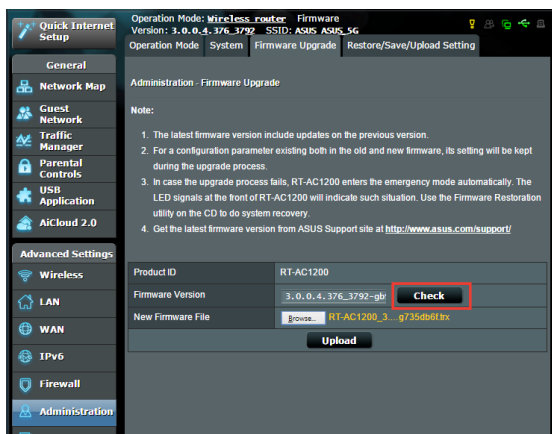 Quick Internet
Setup
Operation Mode: Wireless router Firmware
Version: 3.0.0.4.376_3792 SSID: ASUS ASUS_5G
Operation Mode System Firmware Upgrade Restore/Save/Upload Setting
General
Network Map
Guest
Network
Traffic
Manager
Parental
Controls
USB
Application
AiCloud 2.0
Advanced Settings
Wireless
LAN
WAN
IPv6
Firewall
Administration
Administration - Firmware Upgrade
Note:
1. The latest firmware version include updates on the previous version.
2. For a configuration parameter existing both in the old and new firmware, its setting will be kept
during the upgrade process.
3. In case the upgrade process fails, RT-AC1200 enters the emergency mode automatically. The
LED signals at the front of RT-AC1200 will indicate such situation. Use the Firmware Restoration
utility on the CD to do system recovery.
4. Get the latest firmware version from ASUS Support site at http://www.asus.com/support/
Product ID RT-AC1200
Firmware Version 3.0.0.4.376_3792-gb Check
New Firmware File Browse... RT-AC1200_3....g735db6f.trx
Upload